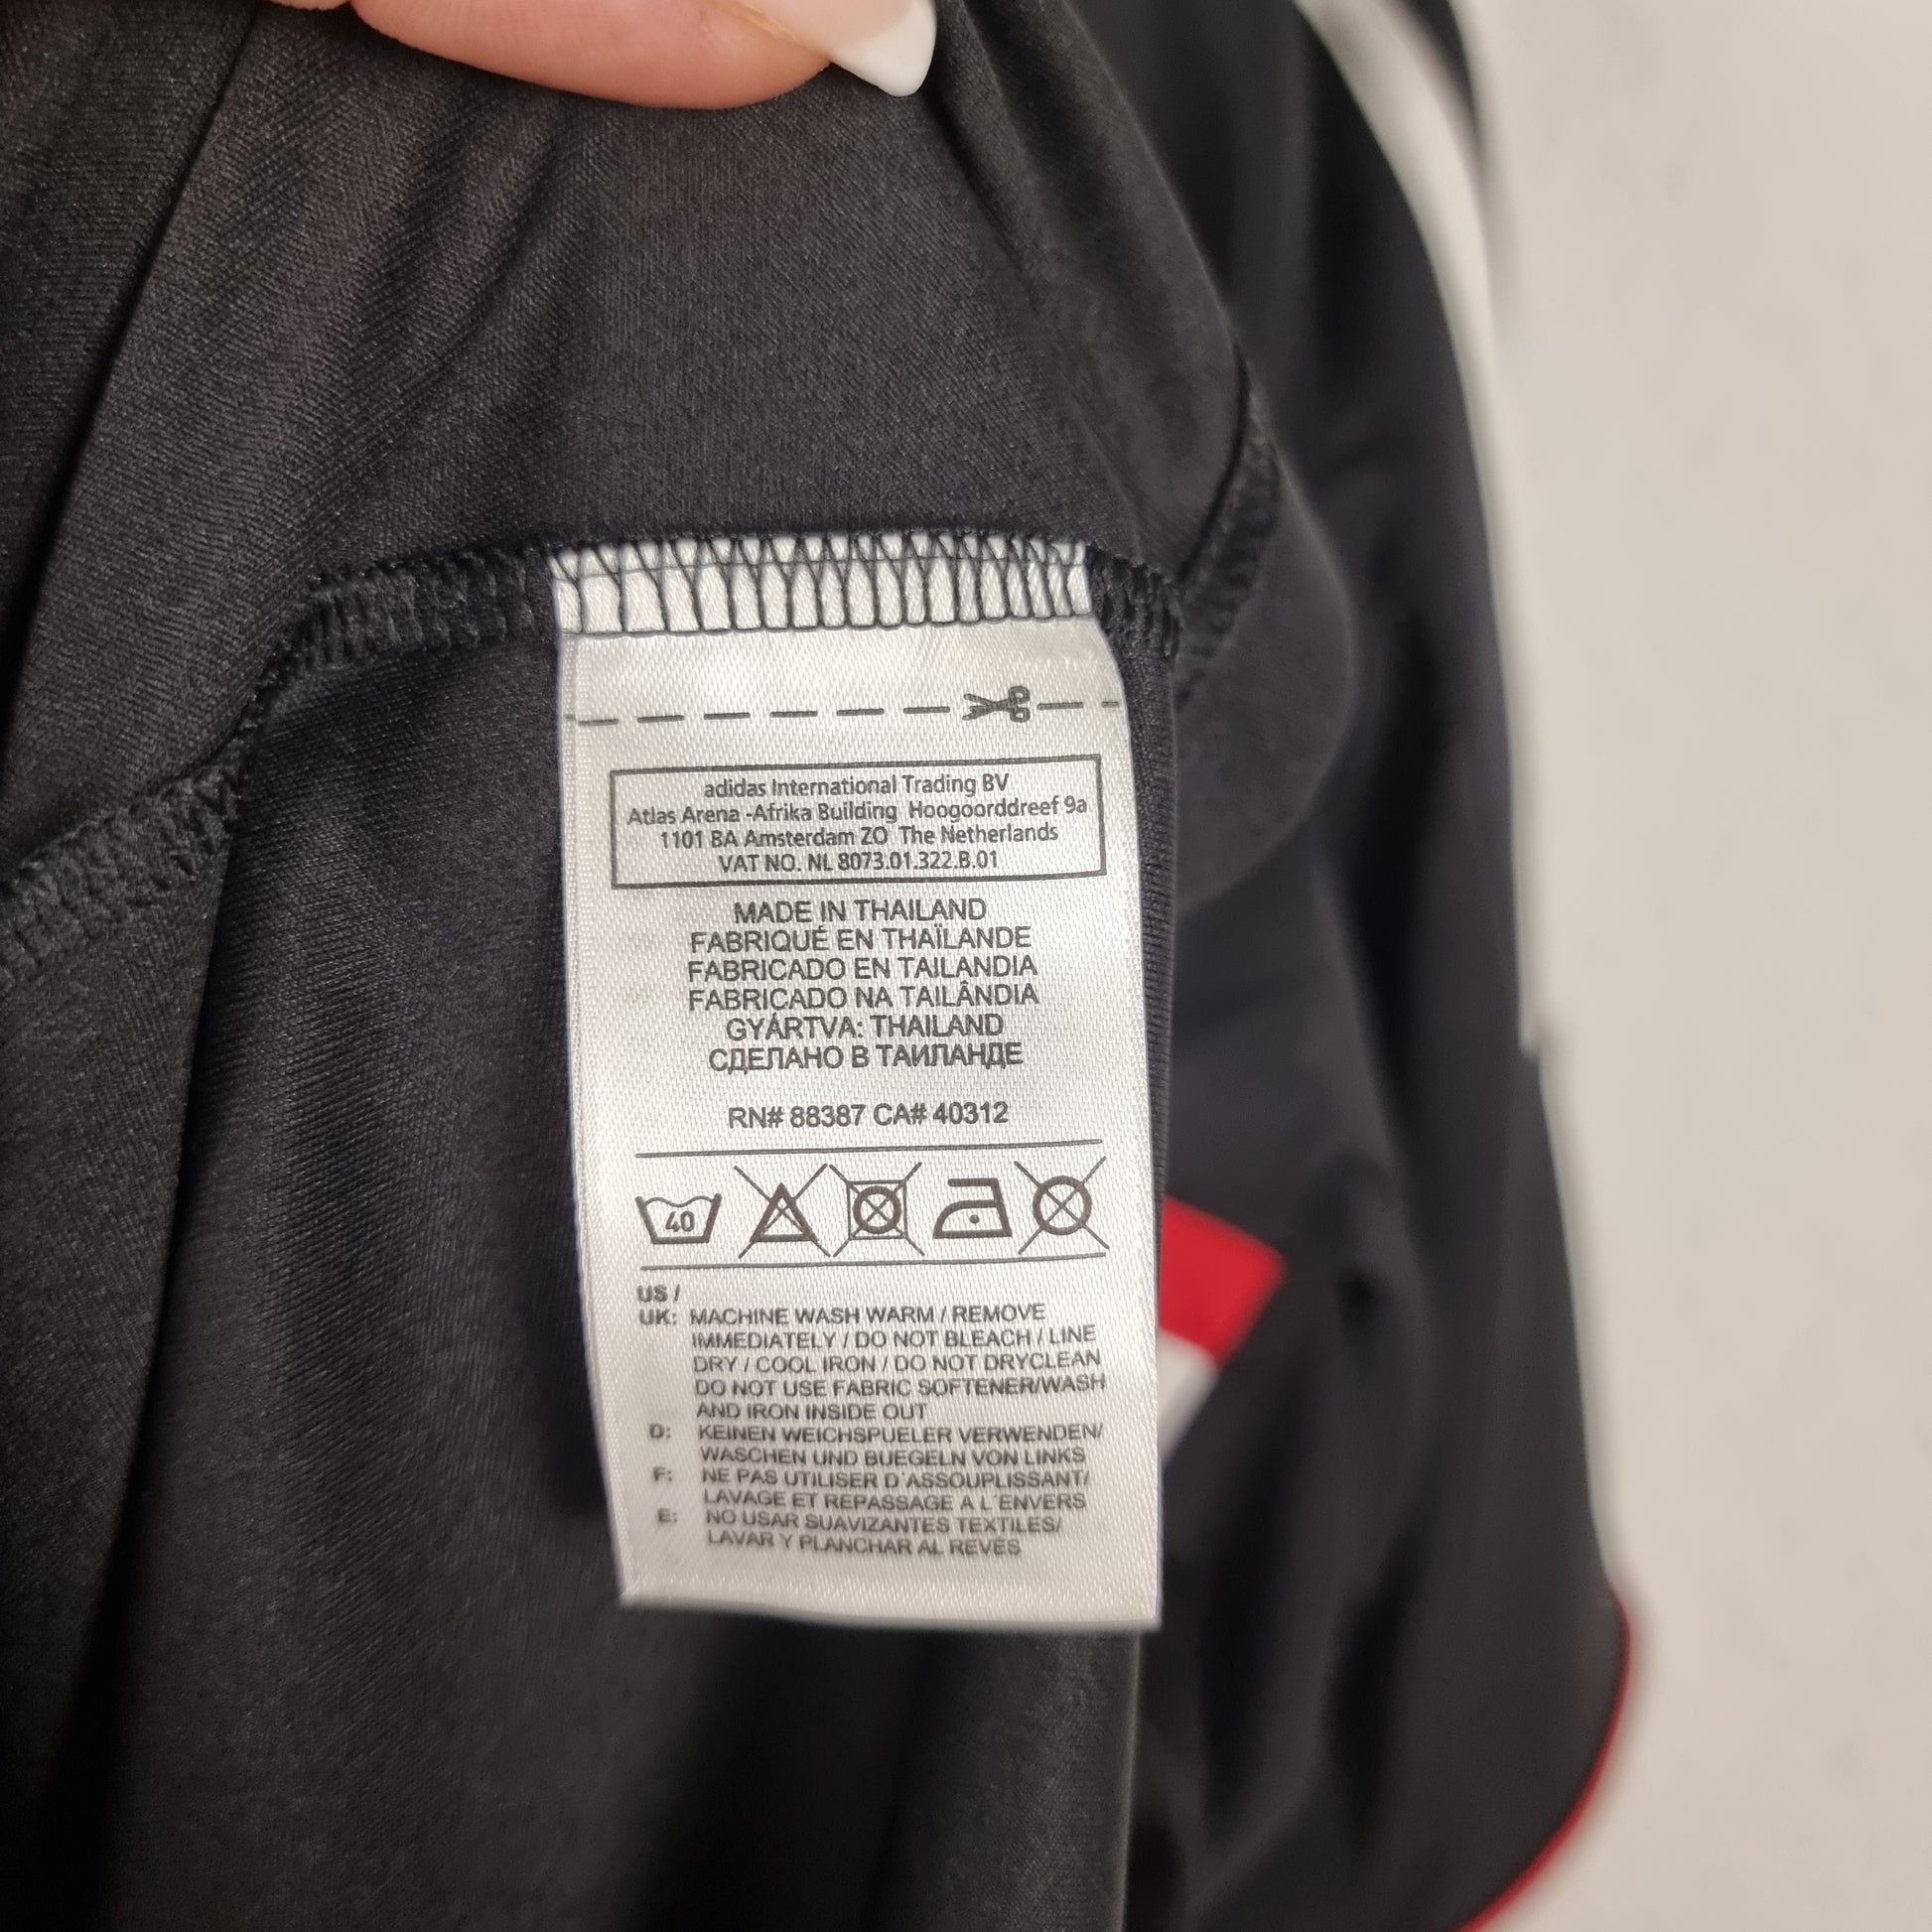 adidas International Trading BV
Atlas Arena -Afrika Building Hoogoorddreef 9a
1101 BA Amsterdam ZO The Netherlands
VAT NO. NL 8073.01.322.B.01
MADE IN THAILAND
FABRIQUÉ EN THAÏLANDE
FABRICADO EN TAILANDIA
FABRICADO NA TAILÂNDIA
GYÁRTVA: THAILAND
СДЕЛАНО В ТАИЛАНДЕ
RN# 88387 CA# 40312
40
US /
UK: MACHINE WASH WARM / REMOVE
IMMEDIATELY / DO NOT BLEACH / LINE
DRY / COOL IRON / DO NOT DRYCLEAN
DO NOT USE FABRIC SOFTENER/WASH
AND IRON INSIDE OUT
D: KEINEN WEICHSPUELER VERWENDEN/
WASCHEN UND BUEGELN VON LINKS
F: NE PAS UTILISER D´ASSOUPLISSANT/
LAVAGE ET REPASSAGE A L´ENVERS
E: NO USAR SUAVIZANTES TEXTILES/
LAVAR Y PLANCHAR AL REVÉS